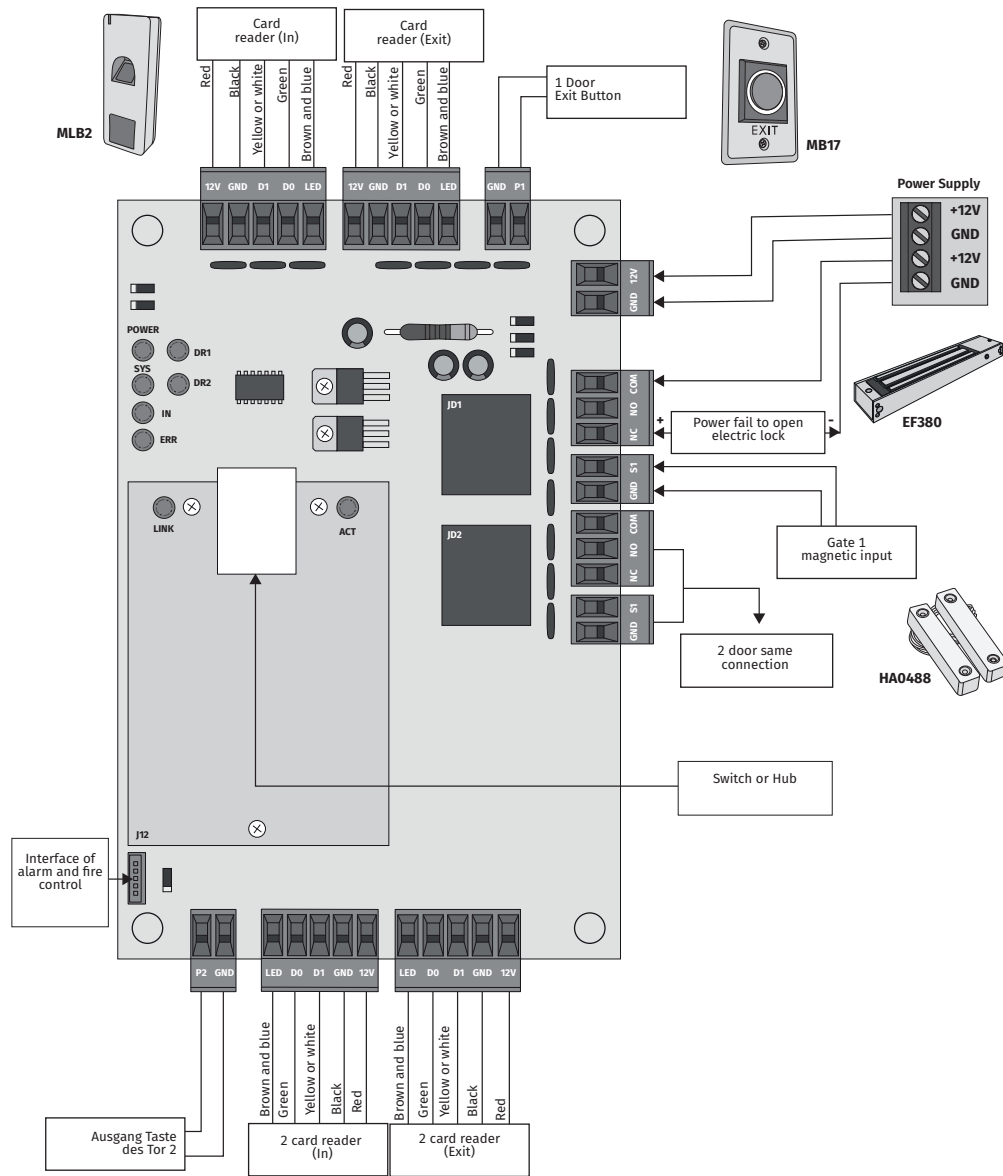 Card
reader (In)
Card
reader (Exit)
Red
Black
Yellow or white
Green
Brown and blue
Red
Black
Yellow or white
Green
Brown and blue
1 Door
Exit Button
MLB2
EXIT
MB17
12V GND D1 D0 LED
12V GND D1 D0 LED
GND P1
Power Supply
+12V
GND
+12V
GND
12V
GND
POWER
DR1
SYS
DR2
IN
ERR
JD1
COM
NO
NC
+
Power fail to open
electric lock
-
EF380
S1
GND
LINK
ACT
JD2
COM
NO
NC
Gate 1
magnetic input
S1
GND
2 door same
connection
HA0488
Switch or Hub
J12
Interface of
alarm and fire
control
P2 GND
LED D0 D1 GND 12V
LED D0 D1 GND 12V
Brown and blue
Green
Yellow or white
Black
Red
Brown and blue
Green
Yellow or white
Black
Red
Ausgang Taste
des Tor 2
2 card reader
(In)
2 card reader
(Exit)